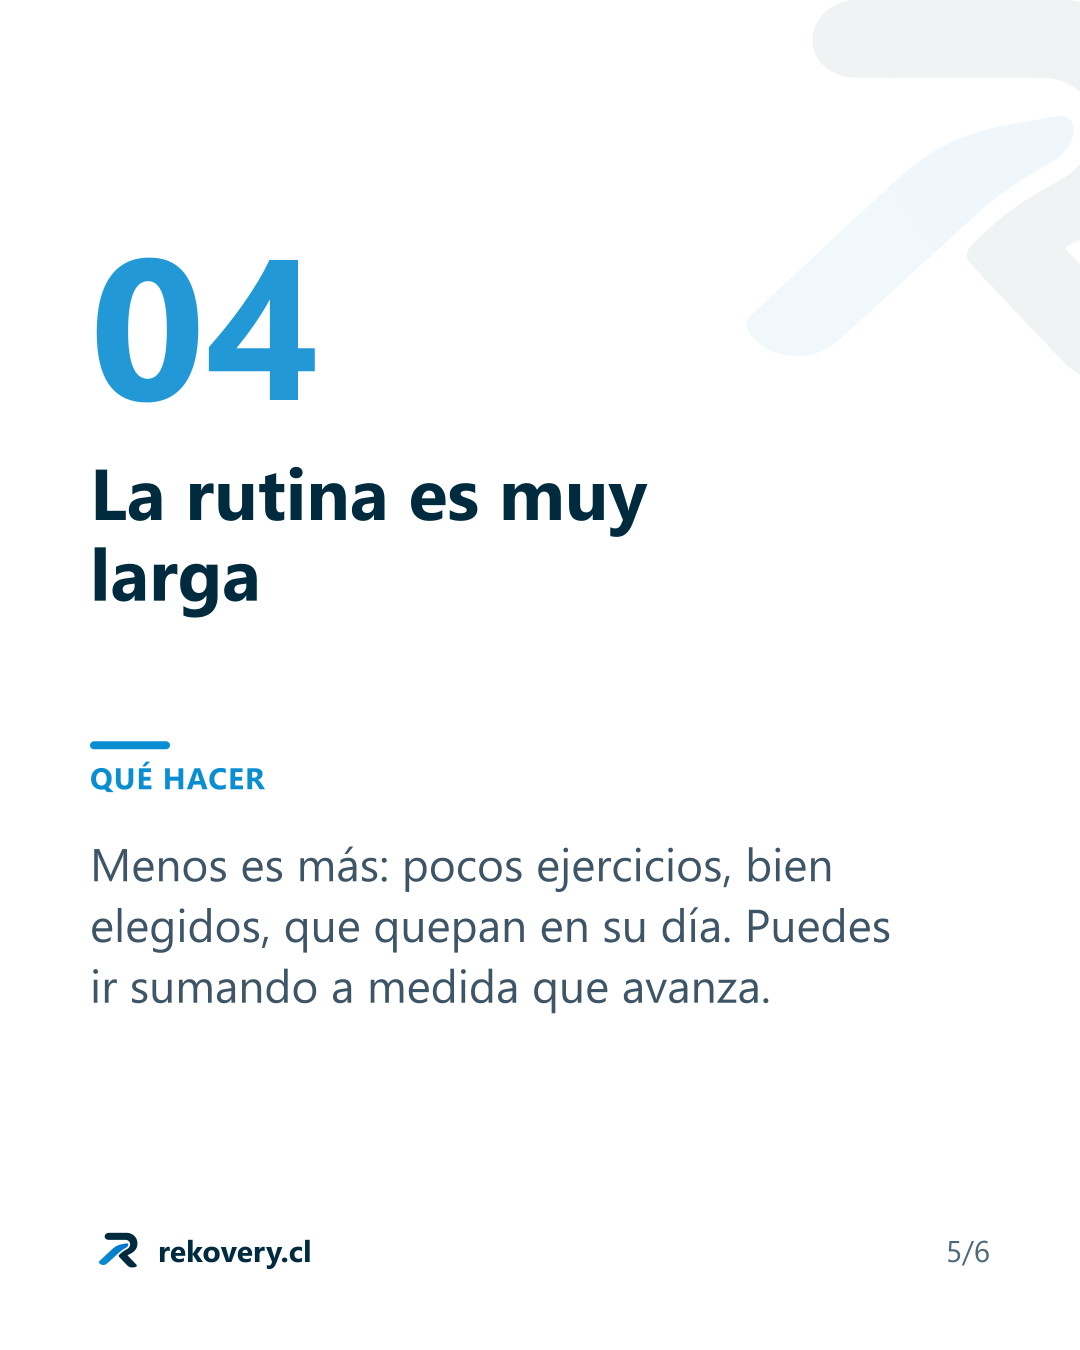 04
La rutina es muy
larga
QUÉ HACER
Menos es más: pocos ejercicios, bien
elegidos, que quepan en su día. Puedes
ir sumando a medida que avanza.
rekovery.cl
5/6